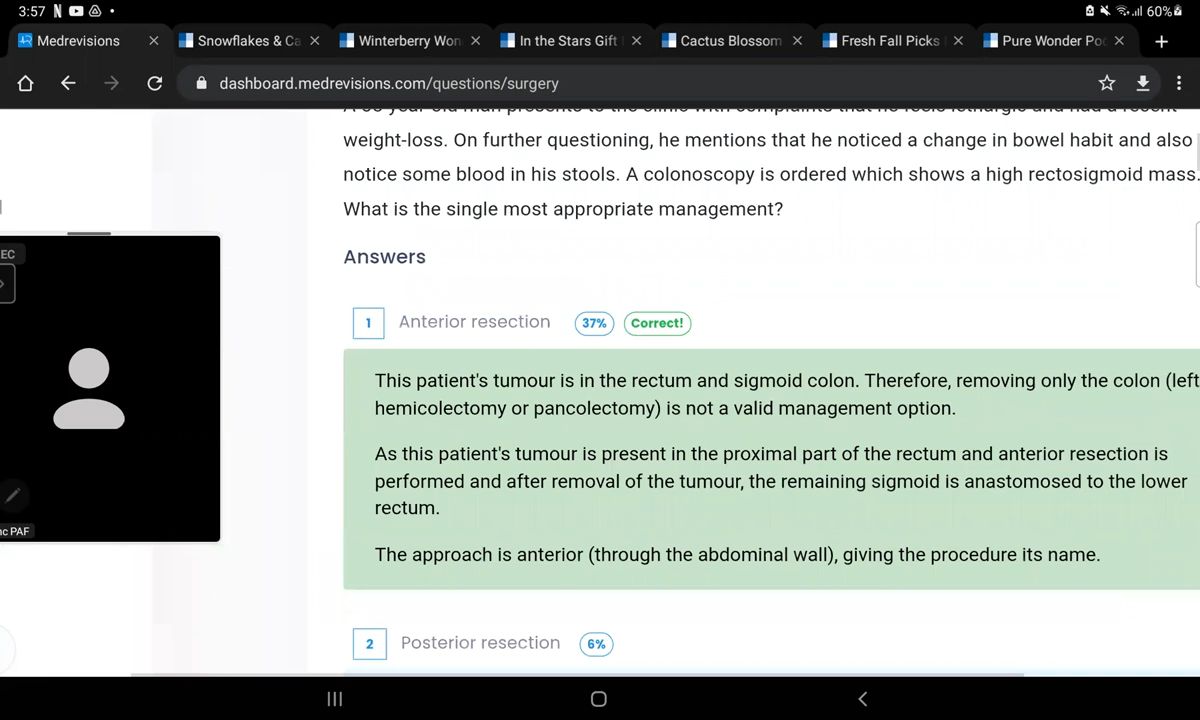 3:57 N
60%
Medrevisions
Snowflakes & Ca
Winterberry Won
In the Stars Gift
Cactus Blossom
Fresh Fall Picks
Pure Wonder Poc
dashboard.medrevisions.com/questions/surgery
weight-loss. On further questioning, he mentions that he noticed a change in bowel habit and also
notice some blood in his stools. A colonoscopy is ordered which shows a high rectosigmoid mass.
What is the single most appropriate management?
Answers
EC
1 Anterior resection 37% Correct!
This patient's tumour is in the rectum and sigmoid colon. Therefore, removing only the colon (left
hemicolectomy or pancolectomy) is not a valid management option.
As this patient's tumour is present in the proximal part of the rectum and anterior resection is
performed and after removal of the tumour, the remaining sigmoid is anastomosed to the lower
rectum.
The approach is anterior (through the abdominal wall), giving the procedure its name.
nc PAF
2 Posterior resection 6%